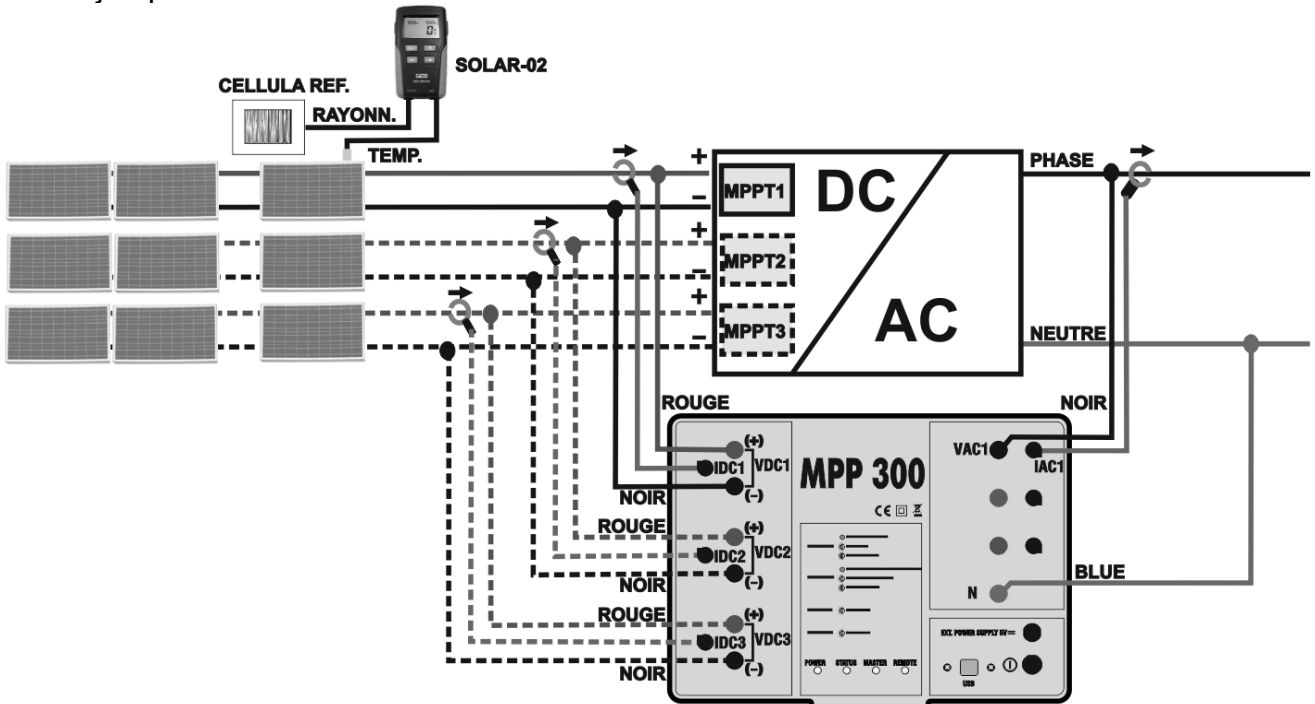 SOLAR-02
CELLULA REF.
RAYONN.
TEMP.
+
MPPT1
DC
PHASE
−
+
MPPT2
−
+
AC
MPPT3
−
NEUTRE
ROUGE
NOIR
(+)
IDC1
VDC1
(−)
NOIR
MPP 300
CE
VAC1
IAC1
ROUGE
(+)
IDC2
VDC2
(−)
NOIR
BLUE
N
ROUGE
(+)
IDC3
VDC3
(−)
NOIR
POWER STATUS MASTER REMOTE
EXT. POWER SUPPLY 5V
USB